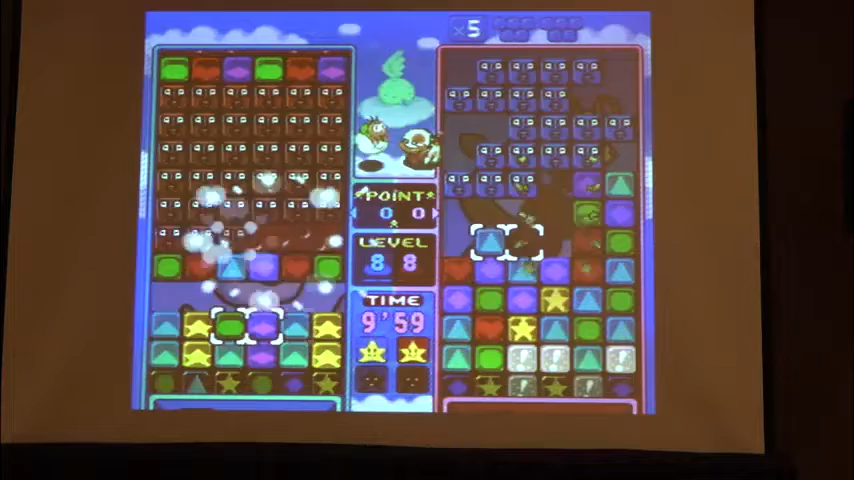 ×5
POINT
0 0
LEVEL
8 8
TIME
9'59